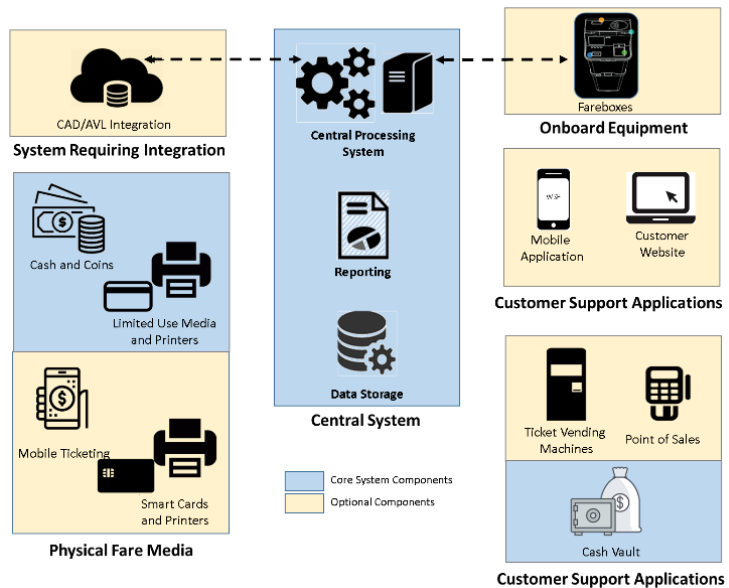 CAD/AVL Integration
System Requiring Integration
Cash and Coins
Limited Use Media
and Printers
Mobile Ticketing
Smart Cards
and Printers
Physical Fare Media
Central Processing
System
Reporting
Data Storage
Central System
Core System Components
Optional Components
Fareboxes
Onboard Equipment
Mobile
Application
Customer
Website
Customer Support Applications
Ticket Vending
Machines
Point of Sales
Cash Vault
Customer Support Applications